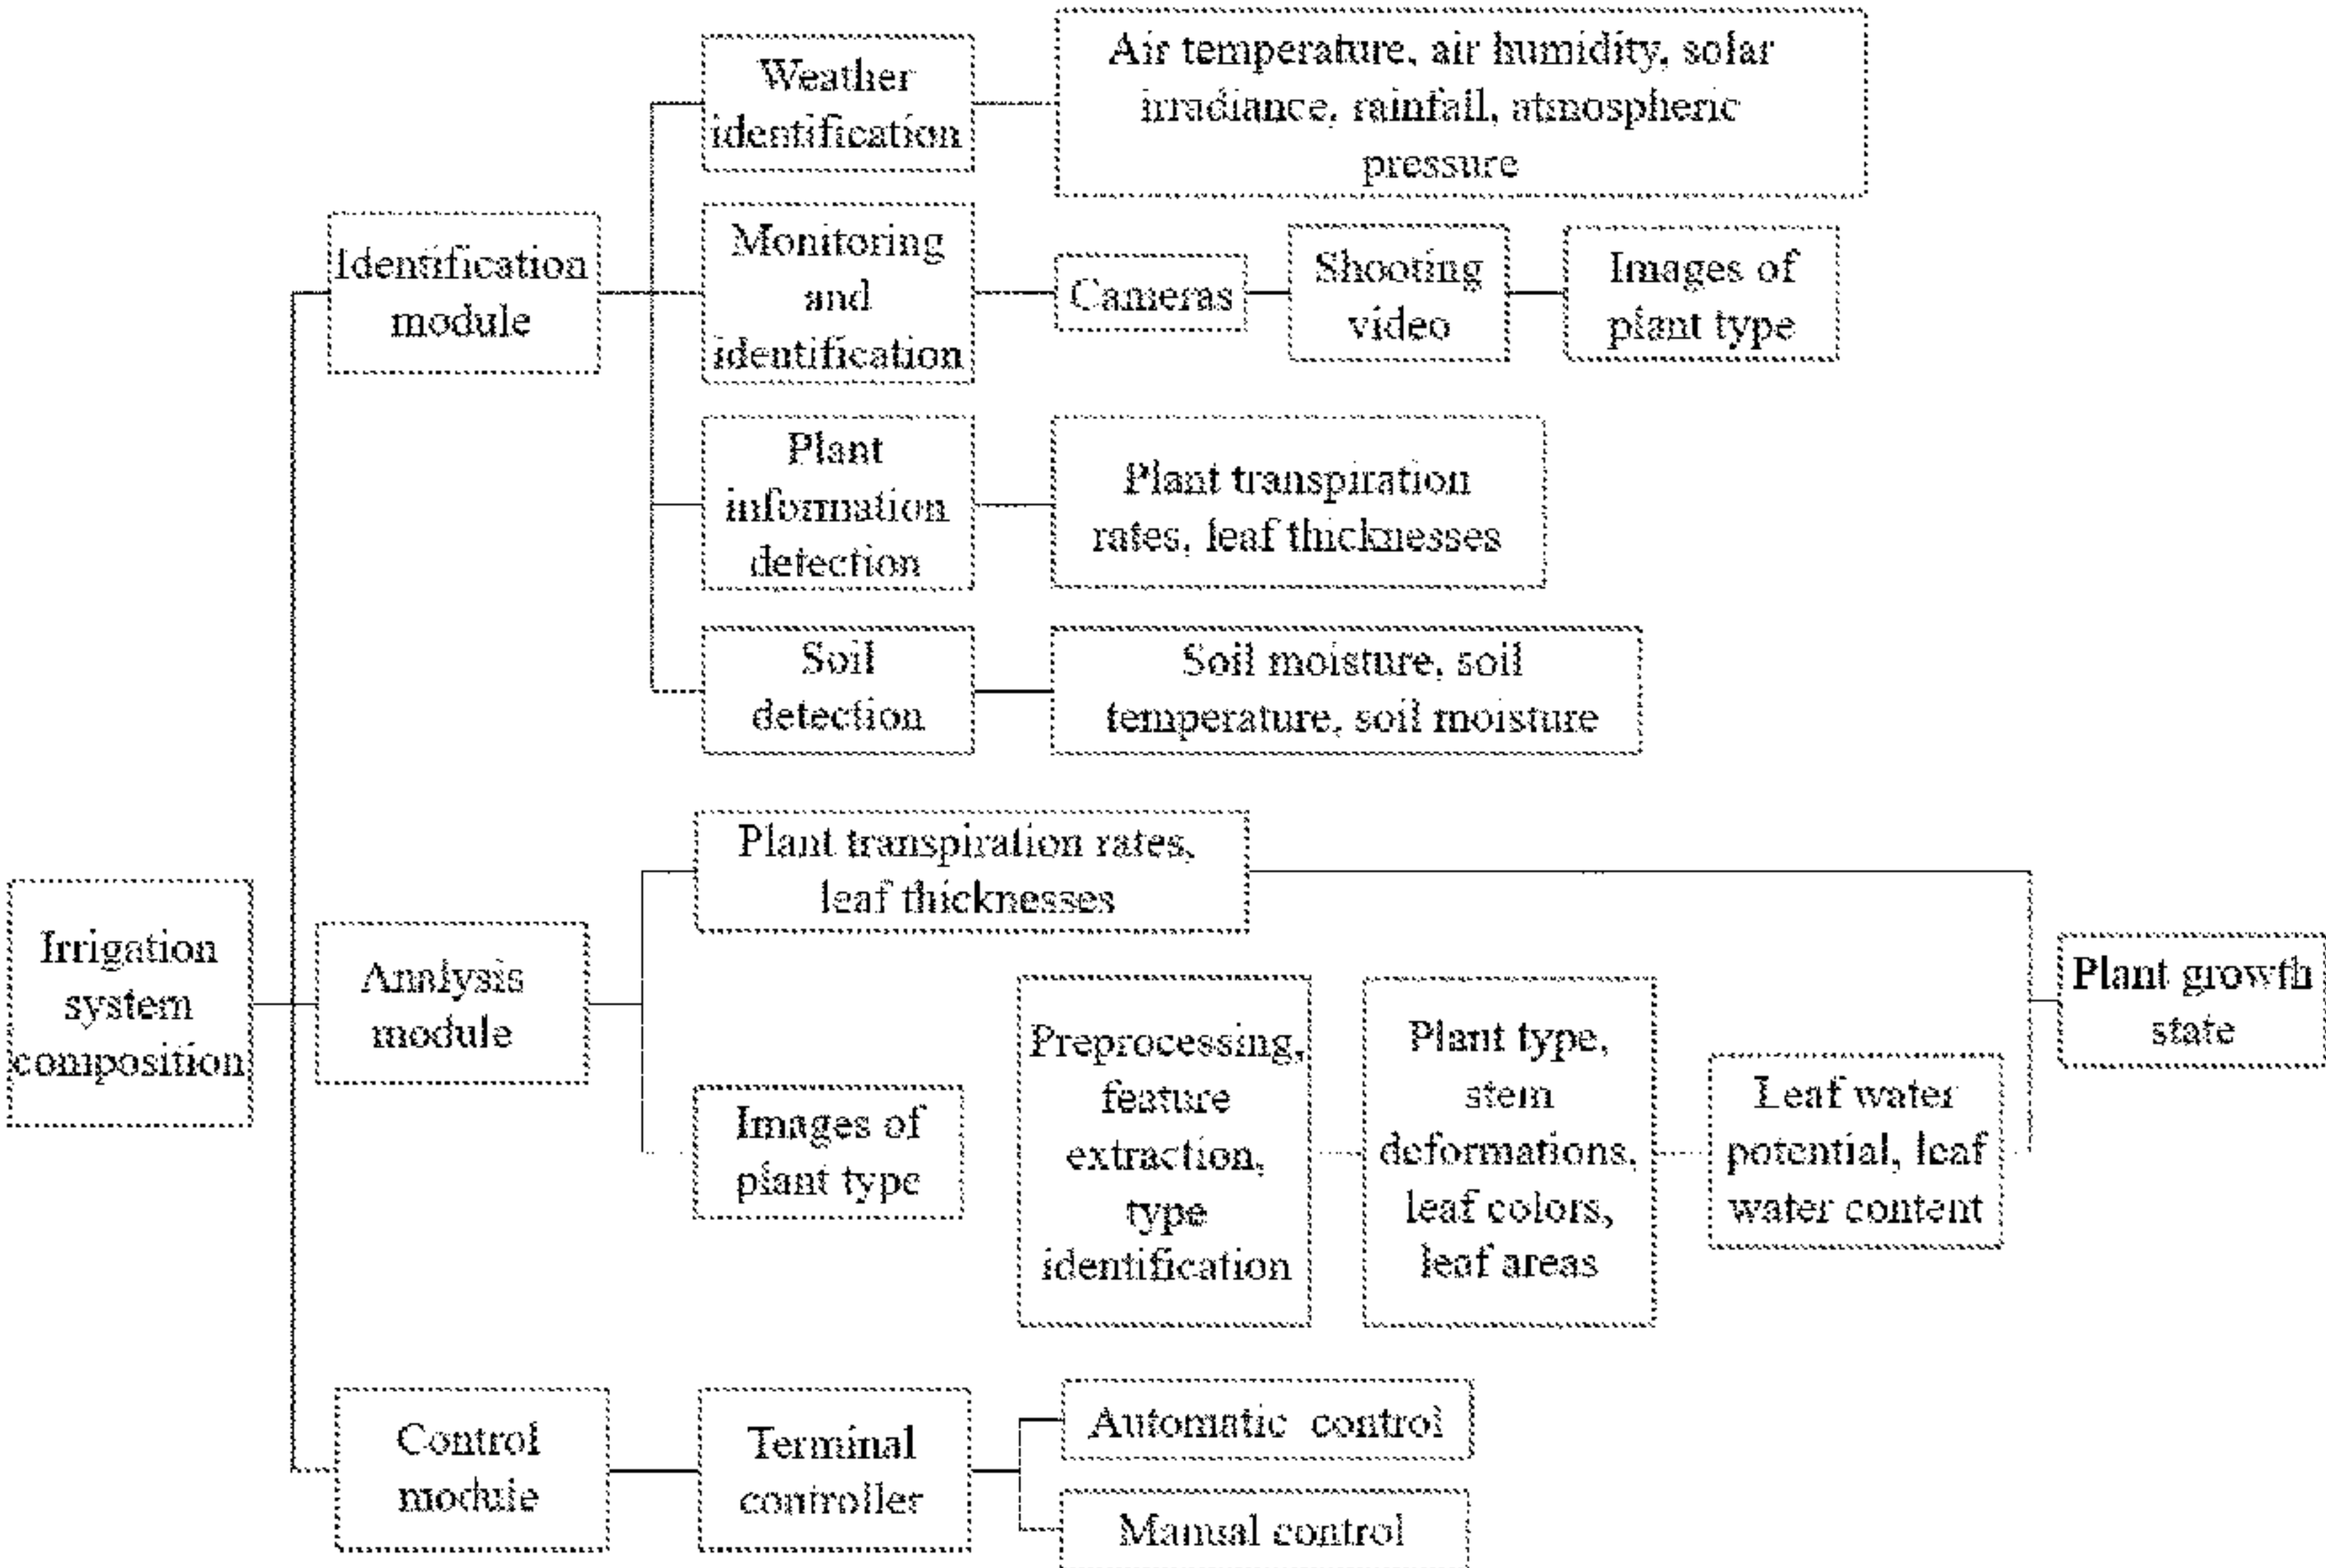 Weather
identification
Air temperature, air humidity, solar
irradiance, rainfall, atmospheric
pressure
Identification
module
Monitoring
and
identification
Cameras
Shooting
video
Images of
plant type
Plant
information
detection
Plant transpiration
rates, leaf thicknesses
Soil
detection
Soil moisture, soil
temperature, soil moisture
Irrigation
system
composition
Analysis
module
Plant transpiration rates,
leaf thicknesses
Images of
plant type
Preprocessing,
feature
extraction,
type
identification
Plant type,
stem
deformations,
leaf colors,
leaf areas
Leaf water
potential, leaf
water content
Plant growth
state
Control
module
Terminal
controller
Automatic control
Manual control